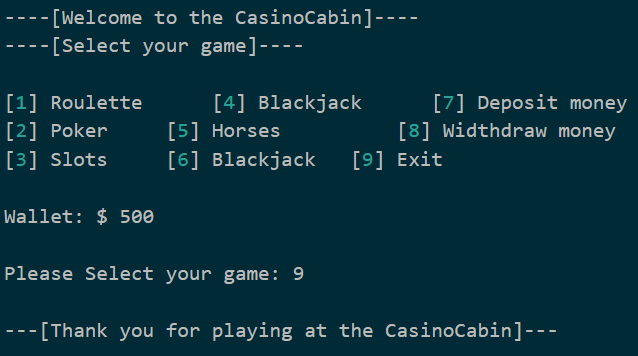 ----[Welcome to the CasinoCabin]----
----[Select your game]----
[1] Roulette [4] Blackjack [7] Deposit money
[2] Poker [5] Horses [8] Widthdraw money
[3] Slots [6] Blackjack [9] Exit
Wallet: $ 500
Please Select your game: 9
---[Thank you for playing at the CasinoCabin]---